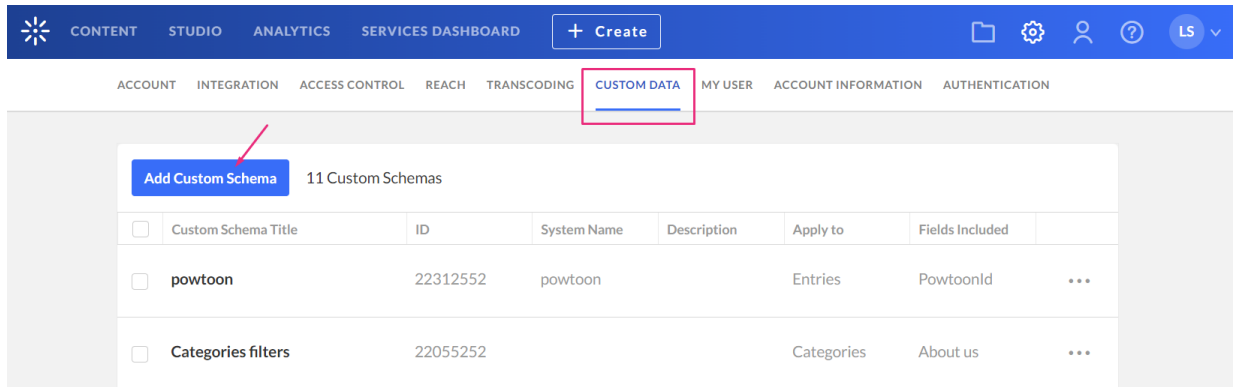 CONTENT STUDIO ANALYTICS SERVICES DASHBOARD + Create ? LS
ACCOUNT INTEGRATION ACCESS CONTROL REACH TRANSCODING CUSTOM DATA MY USER ACCOUNT INFORMATION AUTHENTICATION
Add Custom Schema 11 Custom Schemas
Custom Schema Title ID System Name Description Apply to Fields Included
powtoon 22312552 powtoon Entries PowtoonId
Categories filters 22055252 Categories About us